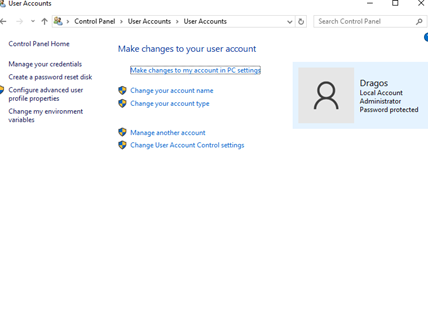 User Accounts
Control Panel > User Accounts > User Accounts
Search Control Panel
Control Panel Home
Manage your credentials
Create a password reset disk
Configure advanced user
profile properties
Change my environment
variables
Make changes to your user account
Make changes to my account in PC settings
Change your account name
Change your account type
Manage another account
Change User Account Control settings
Dragos
Local Account
Administrator
Password protected